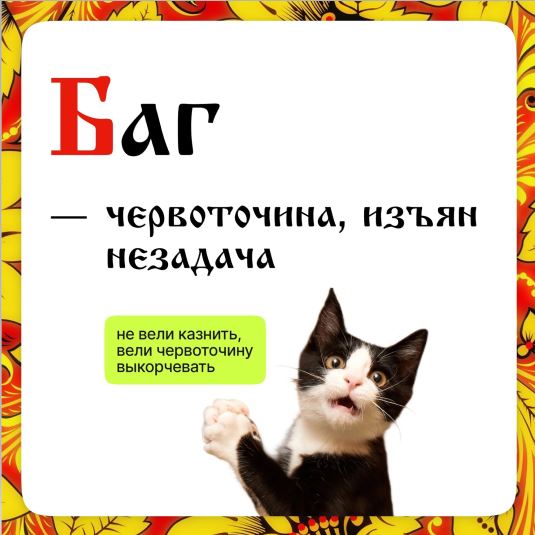 Баг
— червоточина, изъян
незадача
не вели казнить,
вели червоточину
выкорчевать